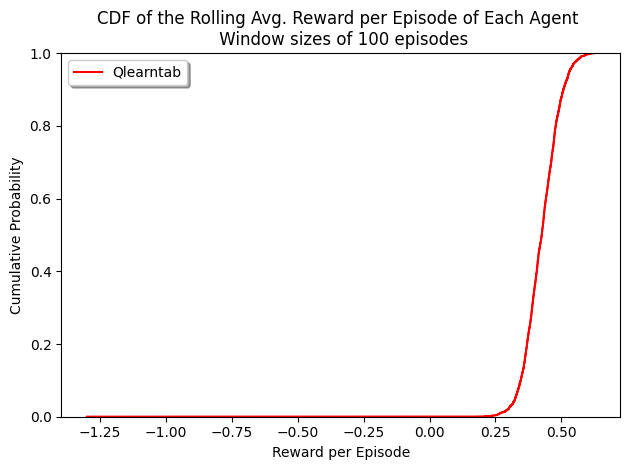 CDF of the Rolling Avg. Reward per Episode of Each Agent
Window sizes of 100 episodes
Qlearntab
1.0
0.8
0.6
0.4
0.2
0.0
Cumulative Probability
−1.25 −1.00 −0.75 −0.50 −0.25 0.00 0.25 0.50
Reward per Episode